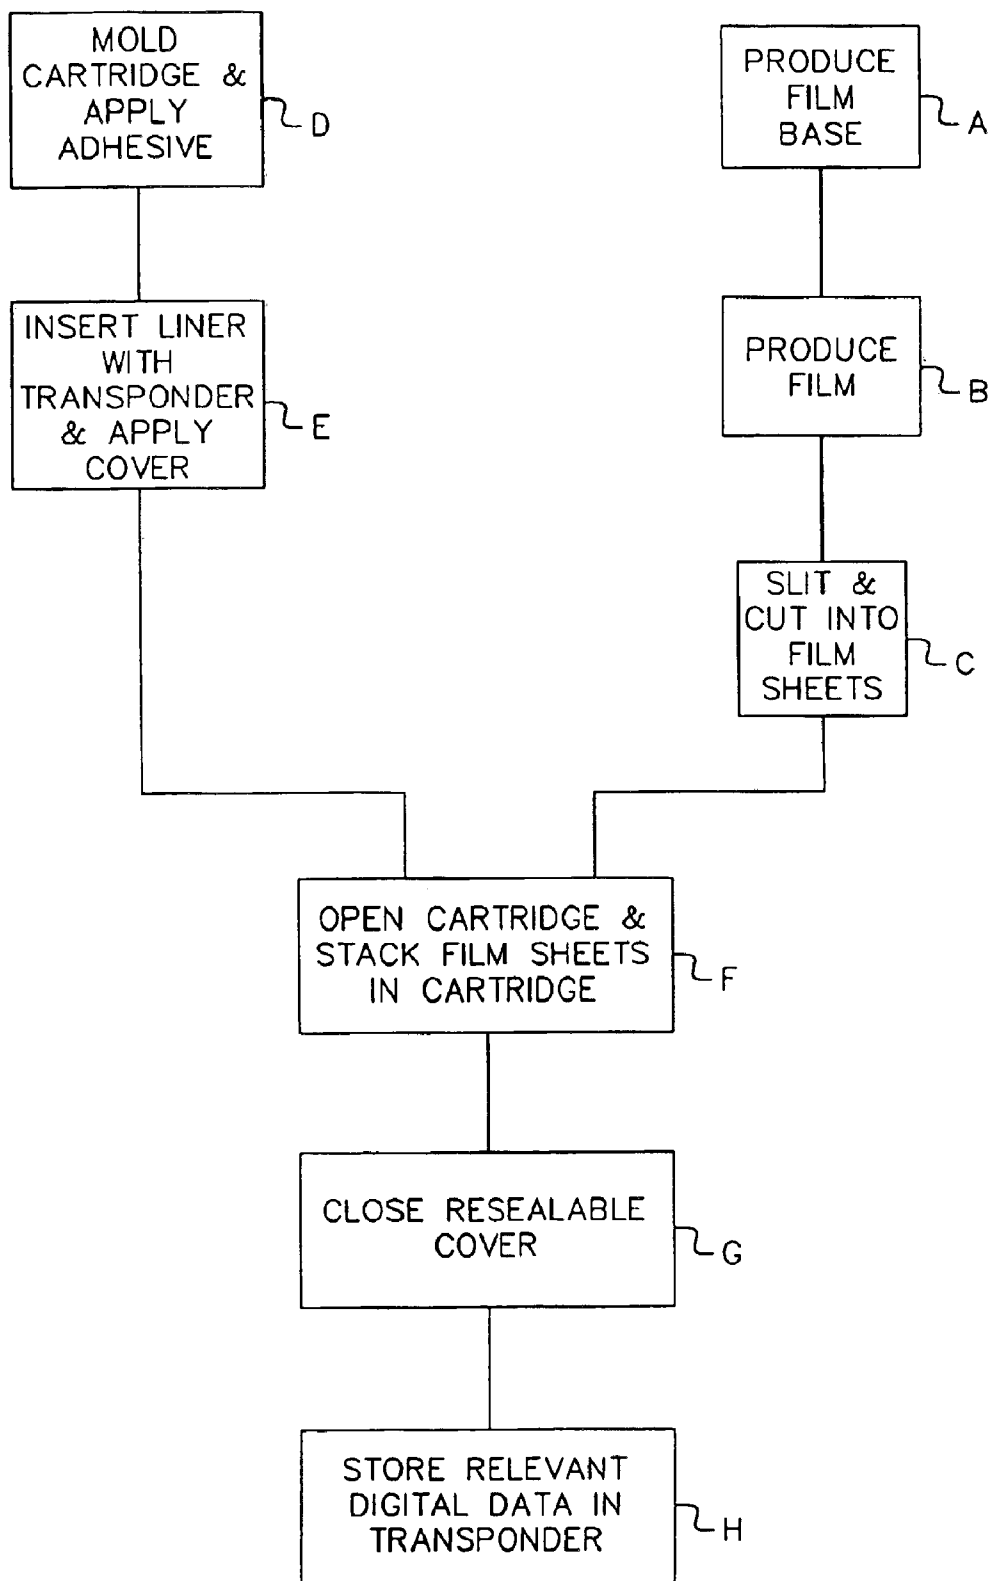 MOLD
CARTRIDGE &
APPLY
ADHESIVE
D
PRODUCE
FILM
BASE
A
INSERT LINER
WITH
TRANSPONDER
& APPLY
COVER
E
PRODUCE
FILM
B
SLIT &
CUT INTO
FILM
SHEETS
C
OPEN CARTRIDGE &
STACK FILM SHEETS
IN CARTRIDGE
F
CLOSE RESEALABLE
COVER
G
STORE RELEVANT
DIGITAL DATA IN
TRANSPONDER
H